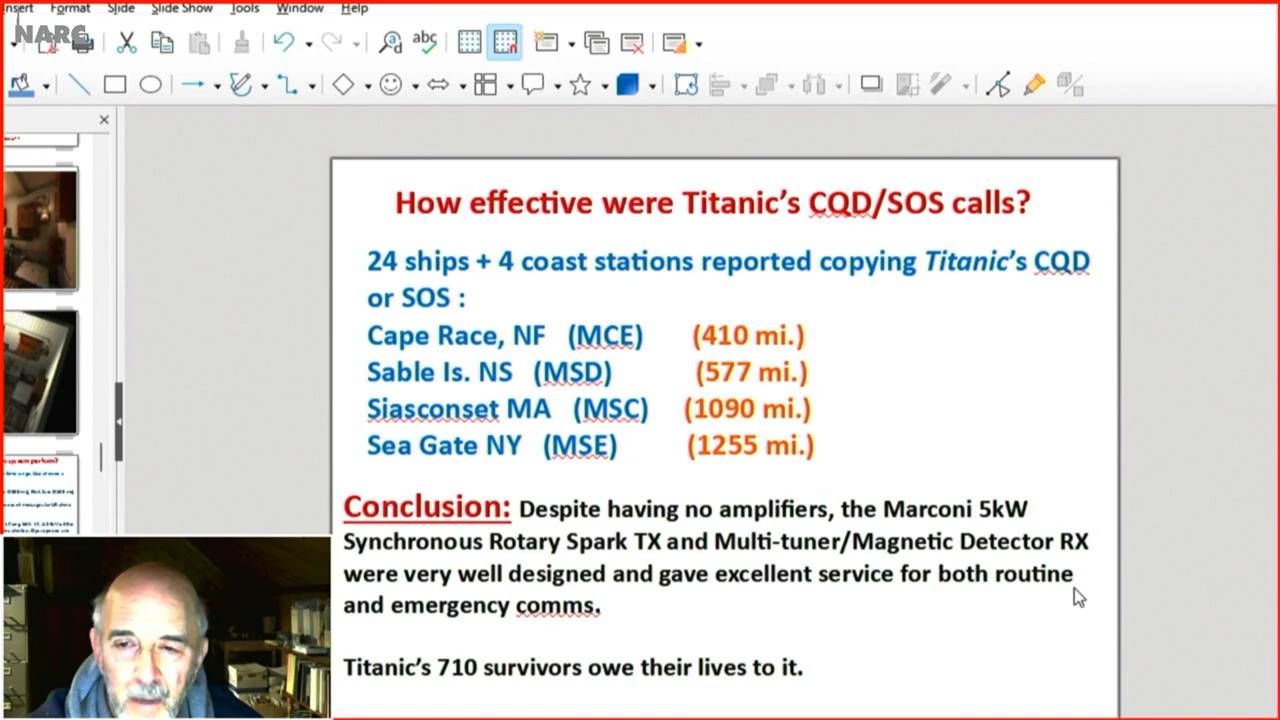 Insert Format Slide Slide Show Tools Window Help
NARC
abc
How effective were Titanic's CQD/SOS calls?
24 ships + 4 coast stations reported copying Titanic's CQD
or SOS :
Cape Race, NF (MCE) (410 mi.)
Sable Is. NS (MSD) (577 mi.)
Siasconset MA (MSC) (1090 mi.)
Sea Gate NY (MSE) (1255 mi.)
Conclusion: Despite having no amplifiers, the Marconi 5kW
Synchronous Rotary Spark TX and Multi-tuner/Magnetic Detector RX
were very well designed and gave excellent service for both routine
and emergency comms.
Titanic's 710 survivors owe their lives to it.